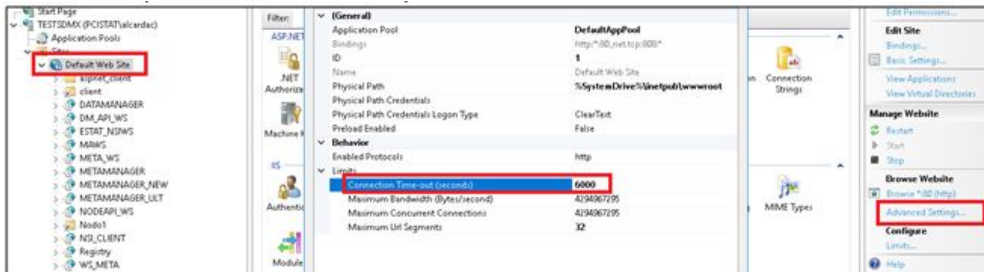 Start Page
TESTSDMX (PCISTAT\alcardac)
Application Pools
Sites
Default Web Site
aspnet_client
client
DATAMANAGER
DM_API_WS
ESTAT_NSIWS
MAWS
META_WS
METAMANAGER
METAMANAGER_NEW
METAMANAGER_ULT
NODEAPI_WS
Nodo1
NSI_CLIENT
Registry
WS_META
Filter:
ASP.NET
.NET
Authoriza
Machine K
IIS
Authentic
Module
(General)
Application Pool DefaultAppPool
Bindings http:*:80:,net.tcp:808:*
ID 1
Name Default Web Site
Physical Path %SystemDrive%\inetpub\wwwroot
Physical Path Credentials
Physical Path Credentials Logon Type ClearText
Preload Enabled False
Behavior
Enabled Protocols http
Limits
Connection Time-out (seconds) 6000
Maximum Bandwidth (Bytes/second) 4294967295
Maximum Concurrent Connections 4294967295
Maximum Url Segments 32
Connection
Strings
MIME Types
Edit Permissions...
Edit Site
Bindings...
Basic Settings...
View Applications
View Virtual Directories
Manage Website
Restart
Start
Stop
Browse Website
Browse *:80 (http)
Advanced Settings...
Configure
Limits...
Help